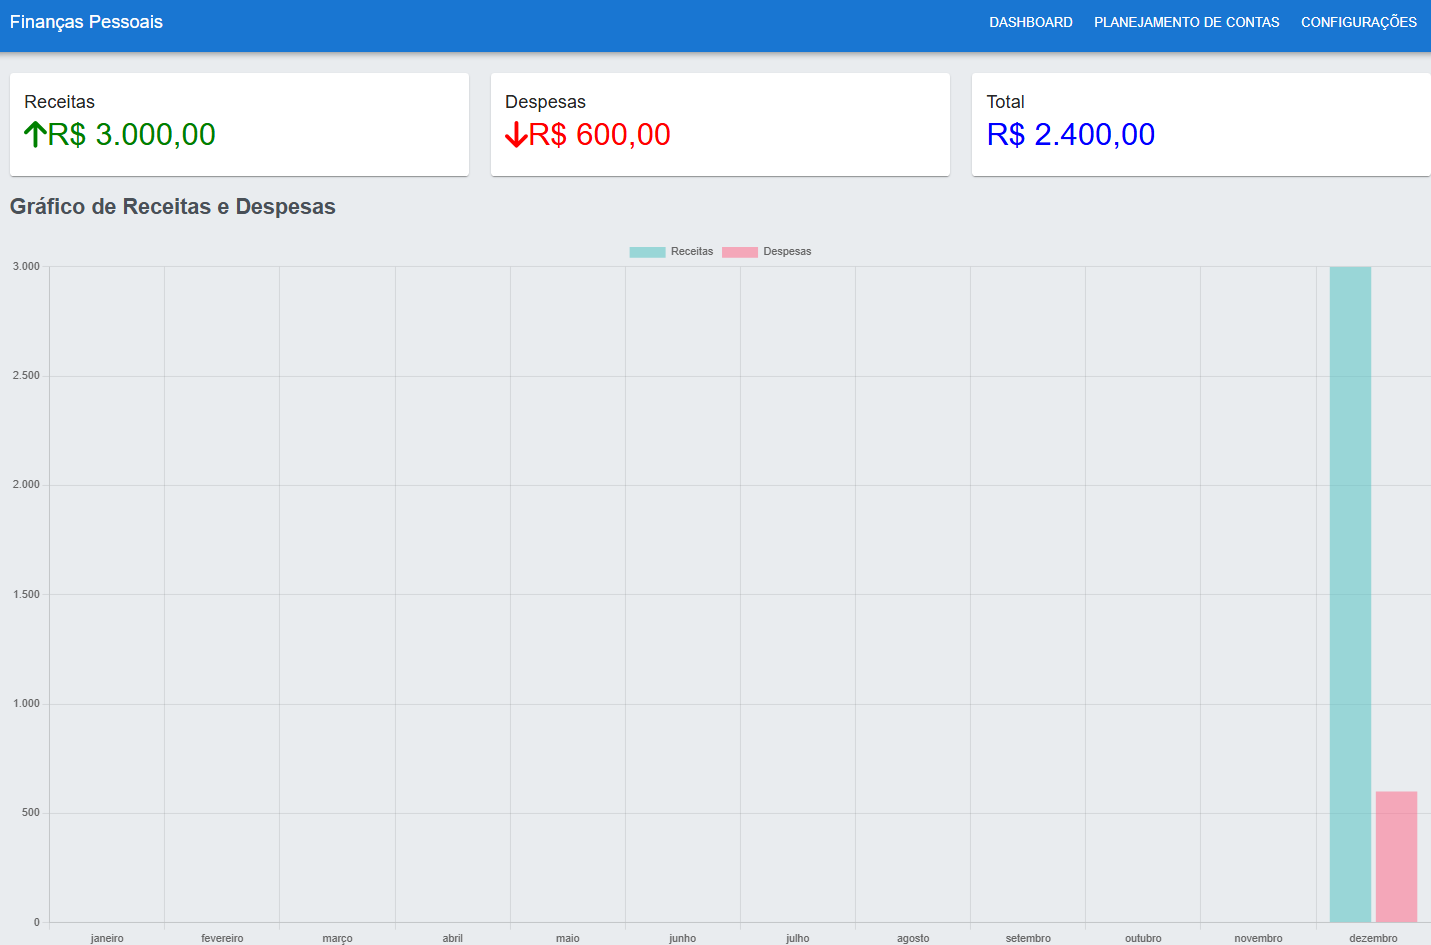 Finanças Pessoais
DASHBOARD PLANEJAMENTO DE CONTAS CONFIGURAÇÕES
Receitas
R$ 3.000,00
Despesas
R$ 600,00
Total
R$ 2.400,00
Gráfico de Receitas e Despesas
Receitas Despesas
3.000
2.500
2.000
1.500
1.000
500
0
janeiro fevereiro março abril maio junho julho agosto setembro outubro novembro dezembro